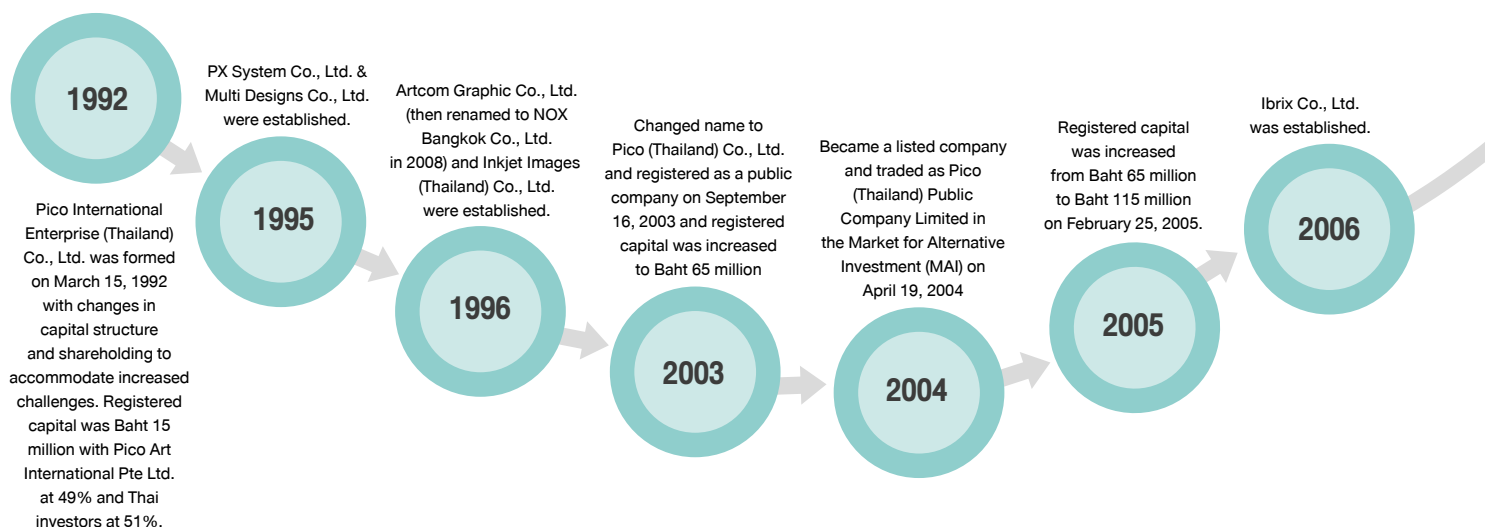 1992
Pico International
Enterprise (Thailand)
Co., Ltd. was formed
on March 15, 1992
with changes in
capital structure
and shareholding to
accommodate increased
challenges. Registered
capital was Baht 15
million with Pico Art
International Pte Ltd.
at 49% and Thai
investors at 51%.
PX System Co., Ltd. &
Multi Designs Co., Ltd.
were established.
1995
Artcom Graphic Co., Ltd.
(then renamed to NOX
Bangkok Co., Ltd.
in 2008) and Inkjet Images
(Thailand) Co., Ltd.
were established.
1996
Changed name to
Pico (Thailand) Co., Ltd.
and registered as a public
company on September
16, 2003 and registered
capital was increased
to Baht 65 million
2003
Became a listed company
and traded as Pico
(Thailand) Public
Company Limited in
the Market for Alternative
Investment (MAI) on
April 19, 2004
2004
Registered capital
was increased
from Baht 65 million
to Baht 115 million
on February 25, 2005.
2005
Ibrix Co., Ltd.
was established.
2006